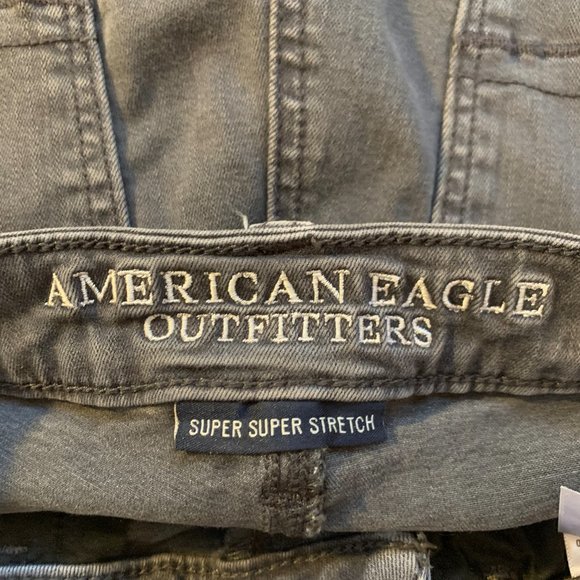 AMERICAN EAGLE
OUTFITTERS
SUPER SUPER STRETCH